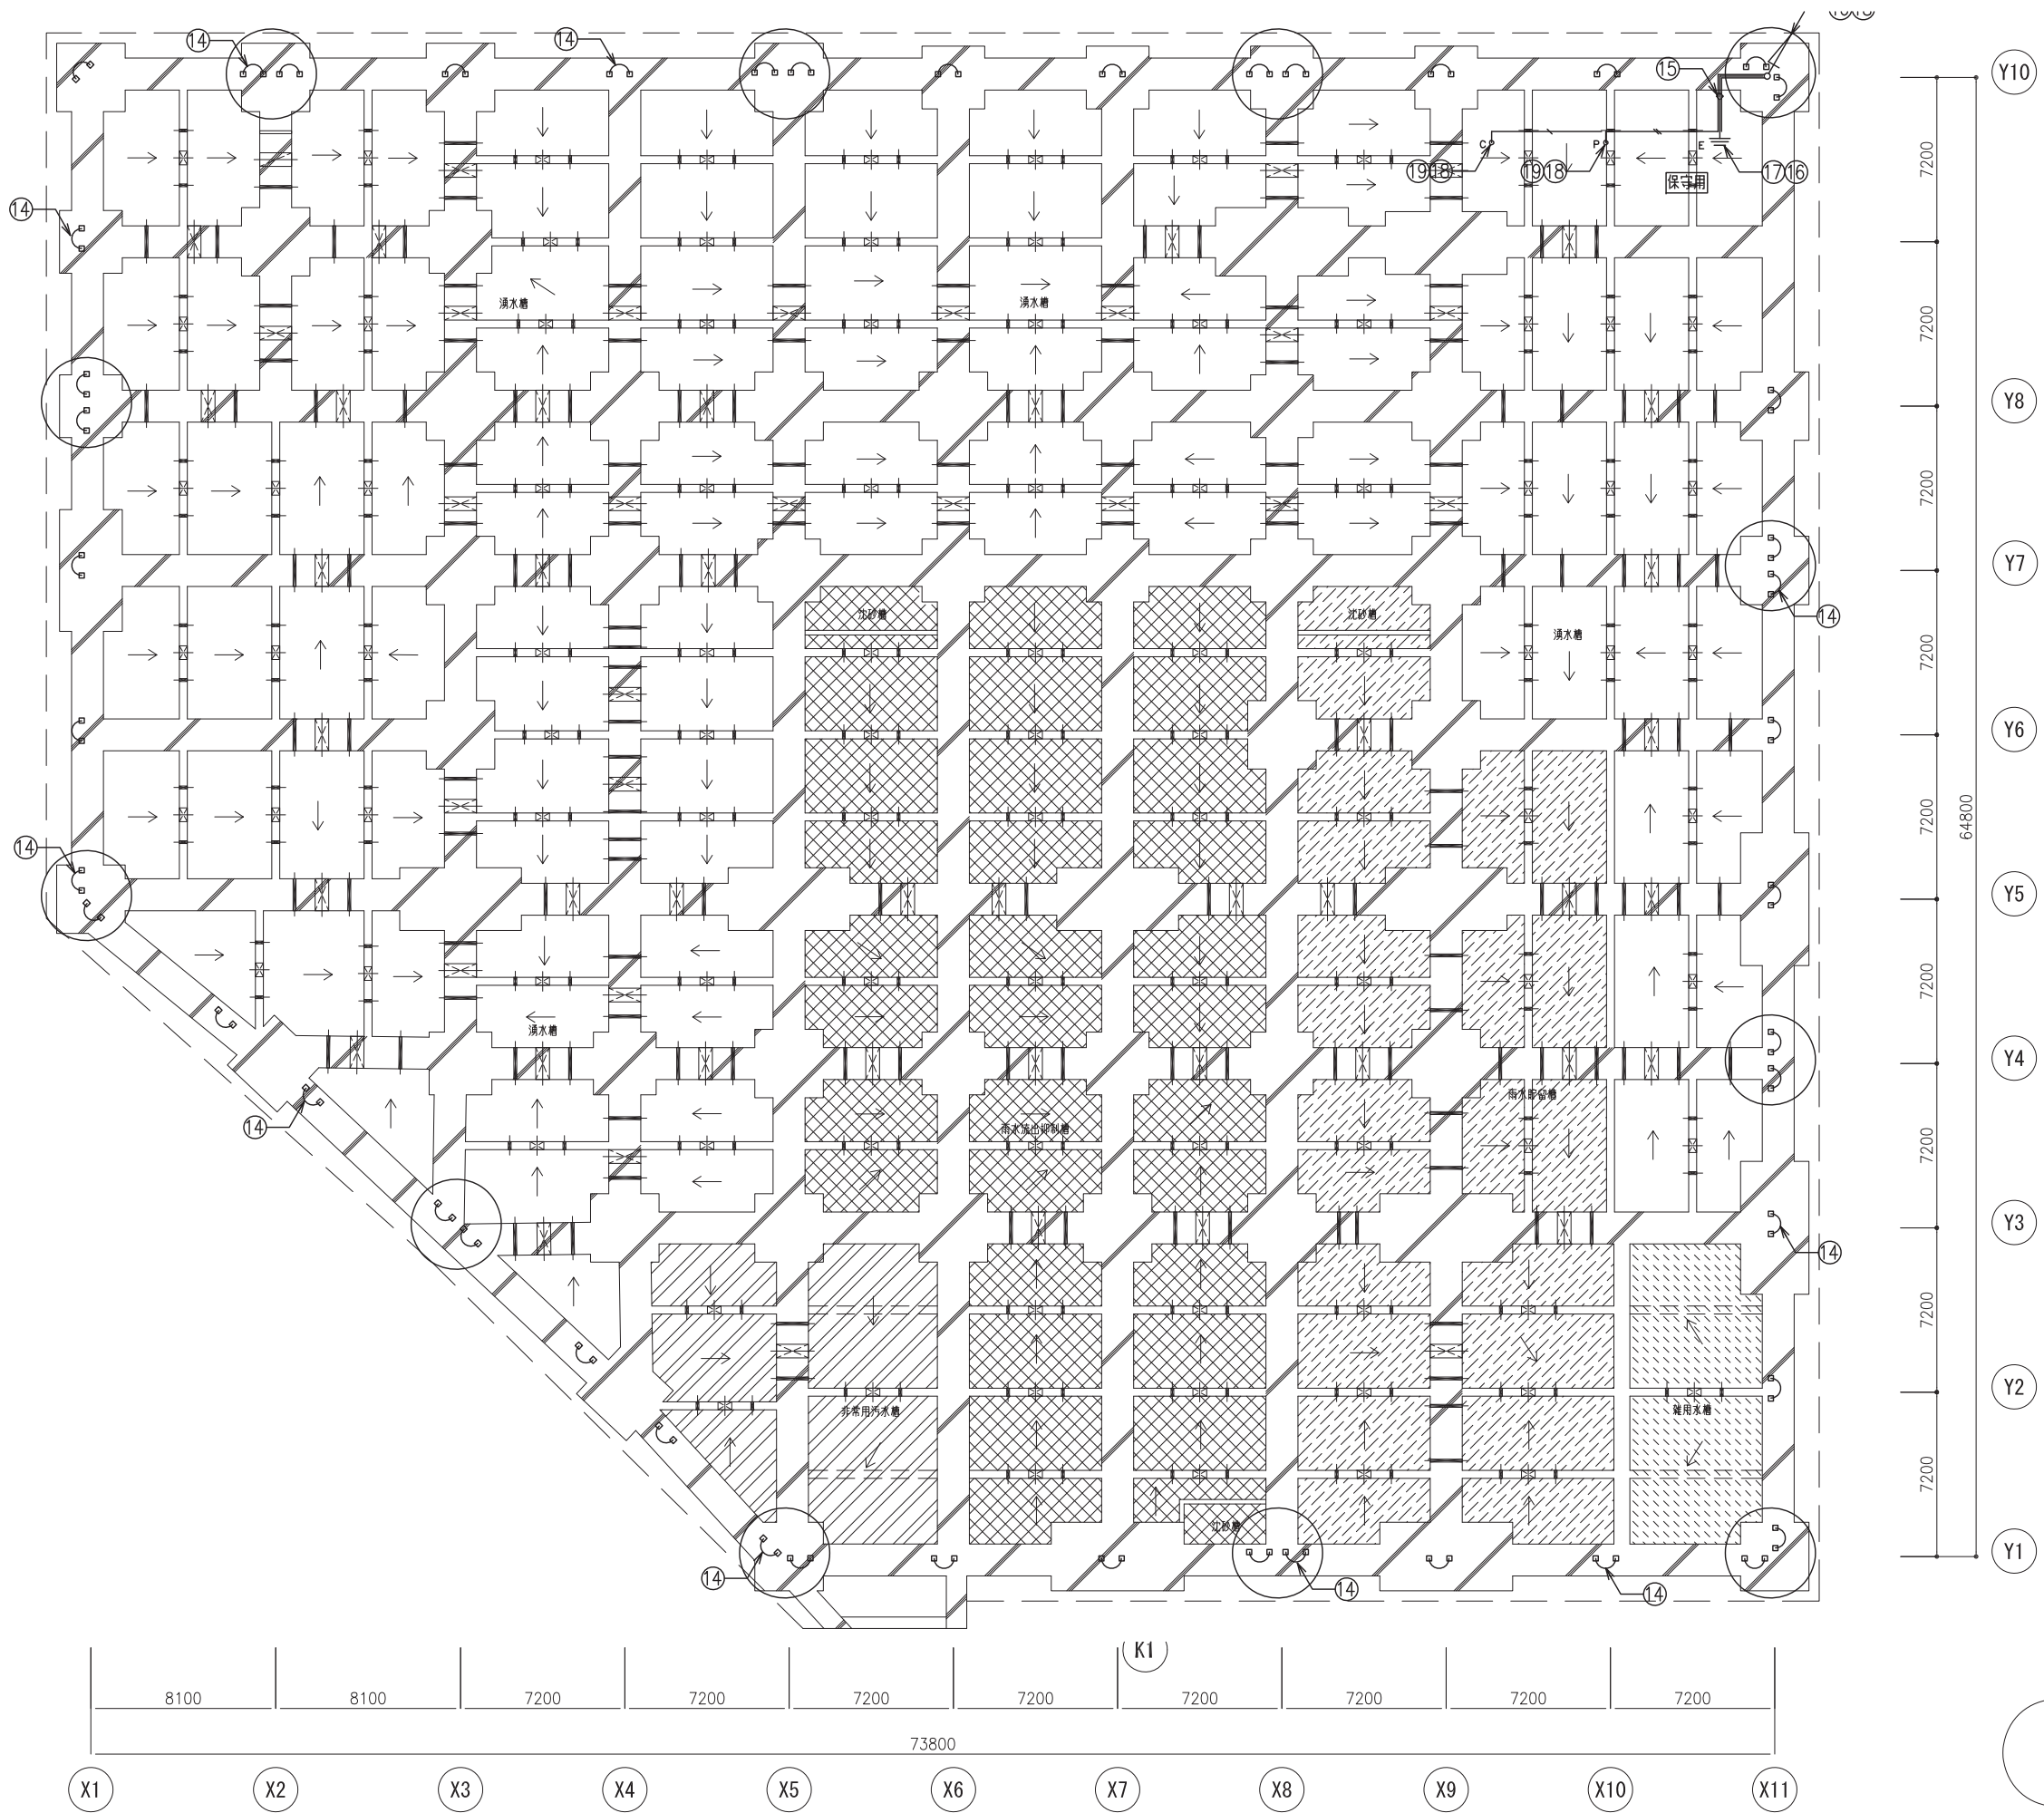 ⑭
⑭
⑮
Y10
C
P
E
⑲⑱
⑲⑱
⑰⑯
保守用
7200
⑭
湧水槽
湧水槽
7200
Y8
7200
Y7
沈砂槽
沈砂槽
湧水槽
⑭
7200
Y6
7200
64800
⑭
Y5
7200
湧水槽
Y4
雨水貯留槽
⑭
雨水流出抑制槽
7200
Y3
⑭
7200
Y2
非常用汚水槽
雑用水槽
7200
沈砂槽
Y1
⑭
⑭
⑭
K1
8100
8100
7200
7200
7200
7200
7200
7200
7200
7200
73800
X1
X2
X3
X4
X5
X6
X7
X8
X9
X10
X11